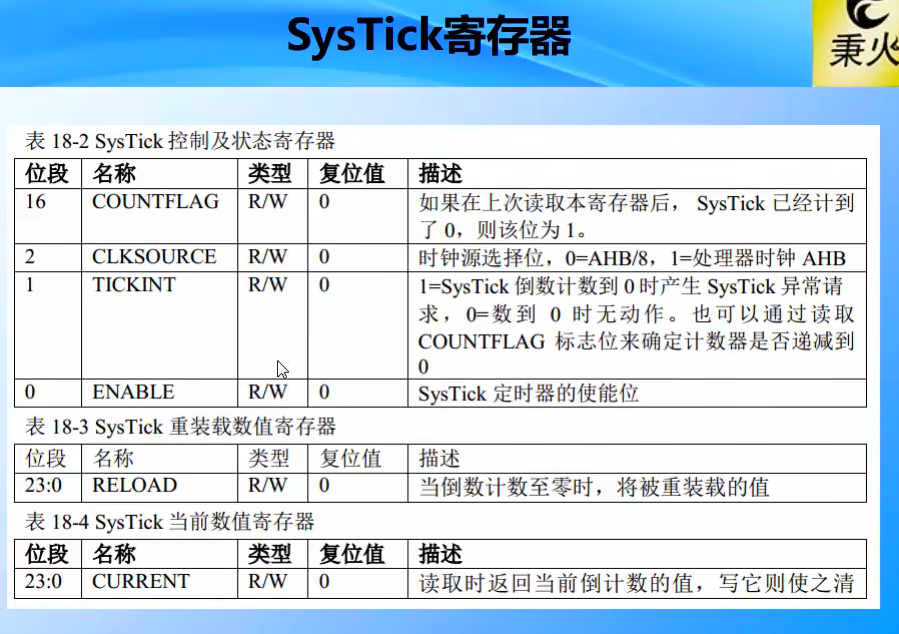 SysTick寄存器
秉火
表 18-2 SysTick 控制及状态寄存器
位段 名称 类型 复位值 描述
16 COUNTFLAG R/W 0 如果在上次读取本寄存器后， SysTick 已经计到
了 0，则该位为 1。
2 CLKSOURCE R/W 0 时钟源选择位，0=AHB/8，1=处理器时钟 AHB
1 TICKINT R/W 0 1=SysTick 倒数计数到 0 时产生 SysTick 异常请
求，0=数到 0 时无动作。也可以通过读取
COUNTFLAG 标志位来确定计数器是否递减到
0
0 ENABLE R/W 0 SysTick 定时器的使能位
表 18-3 SysTick 重装载数值寄存器
位段 名称 类型 复位值 描述
23:0 RELOAD R/W 0 当倒数计数至零时，将被重装载的值
表 18-4 SysTick 当前数值寄存器
位段 名称 类型 复位值 描述
23:0 CURRENT R/W 0 读取时返回当前倒计数的值，写它则使之清